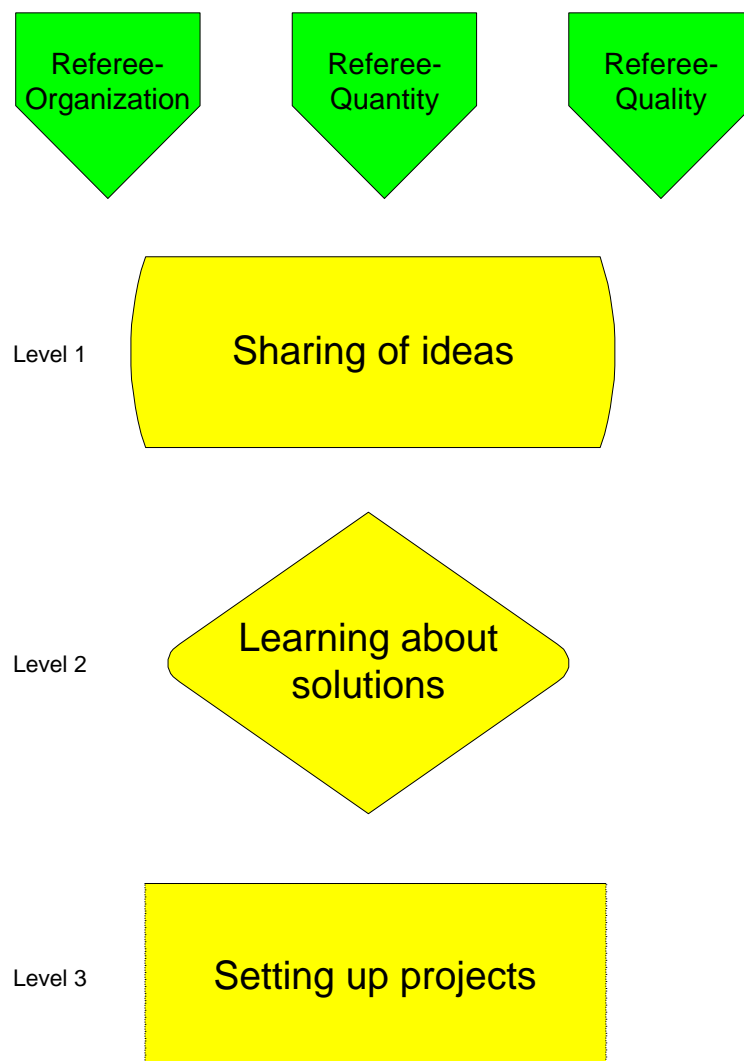 Referee-
Organization
Referee-
Quantity
Referee-
Quality
Level 1
Sharing of ideas
Level 2
Learning about
solutions
Level 3
Setting up projects